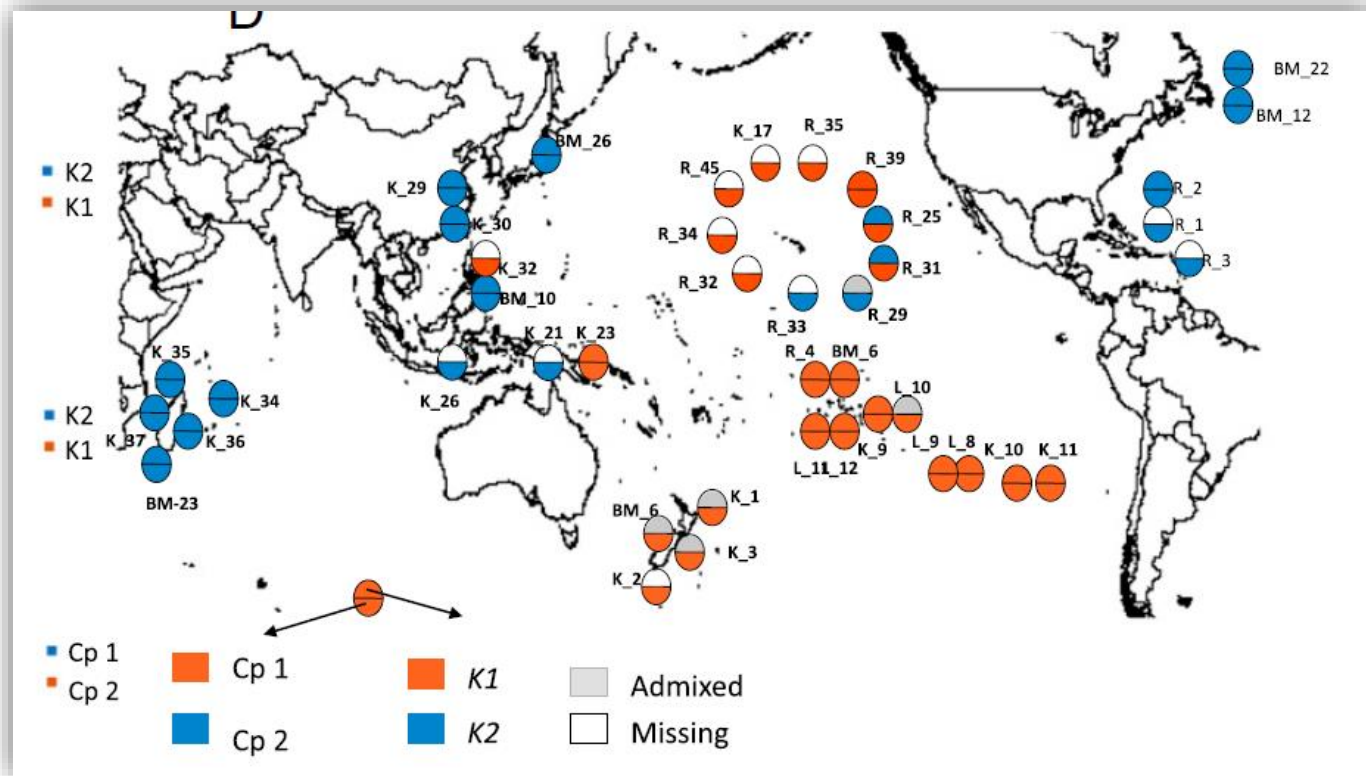 D
BM_22
BM_12
K_17
R_35
BM_26
R_39
K2
K_29
R_45
R_2
K1
R_25
K_30
R_1
R_34
K_32
R_31
R_3
R_32
BM_10
R_33
R_29
K_21
K_23
K_35
R_4
BM_6
L_10
K_26
K_34
K2
K_37
K_36
K1
L_11
L_12
K_9
L_9
L_8
K_10
K_11
BM-23
K_1
BM_6
K_3
K_2
Cp 1
Cp 1
K1
Admixed
Cp 2
Cp 2
K2
Missing